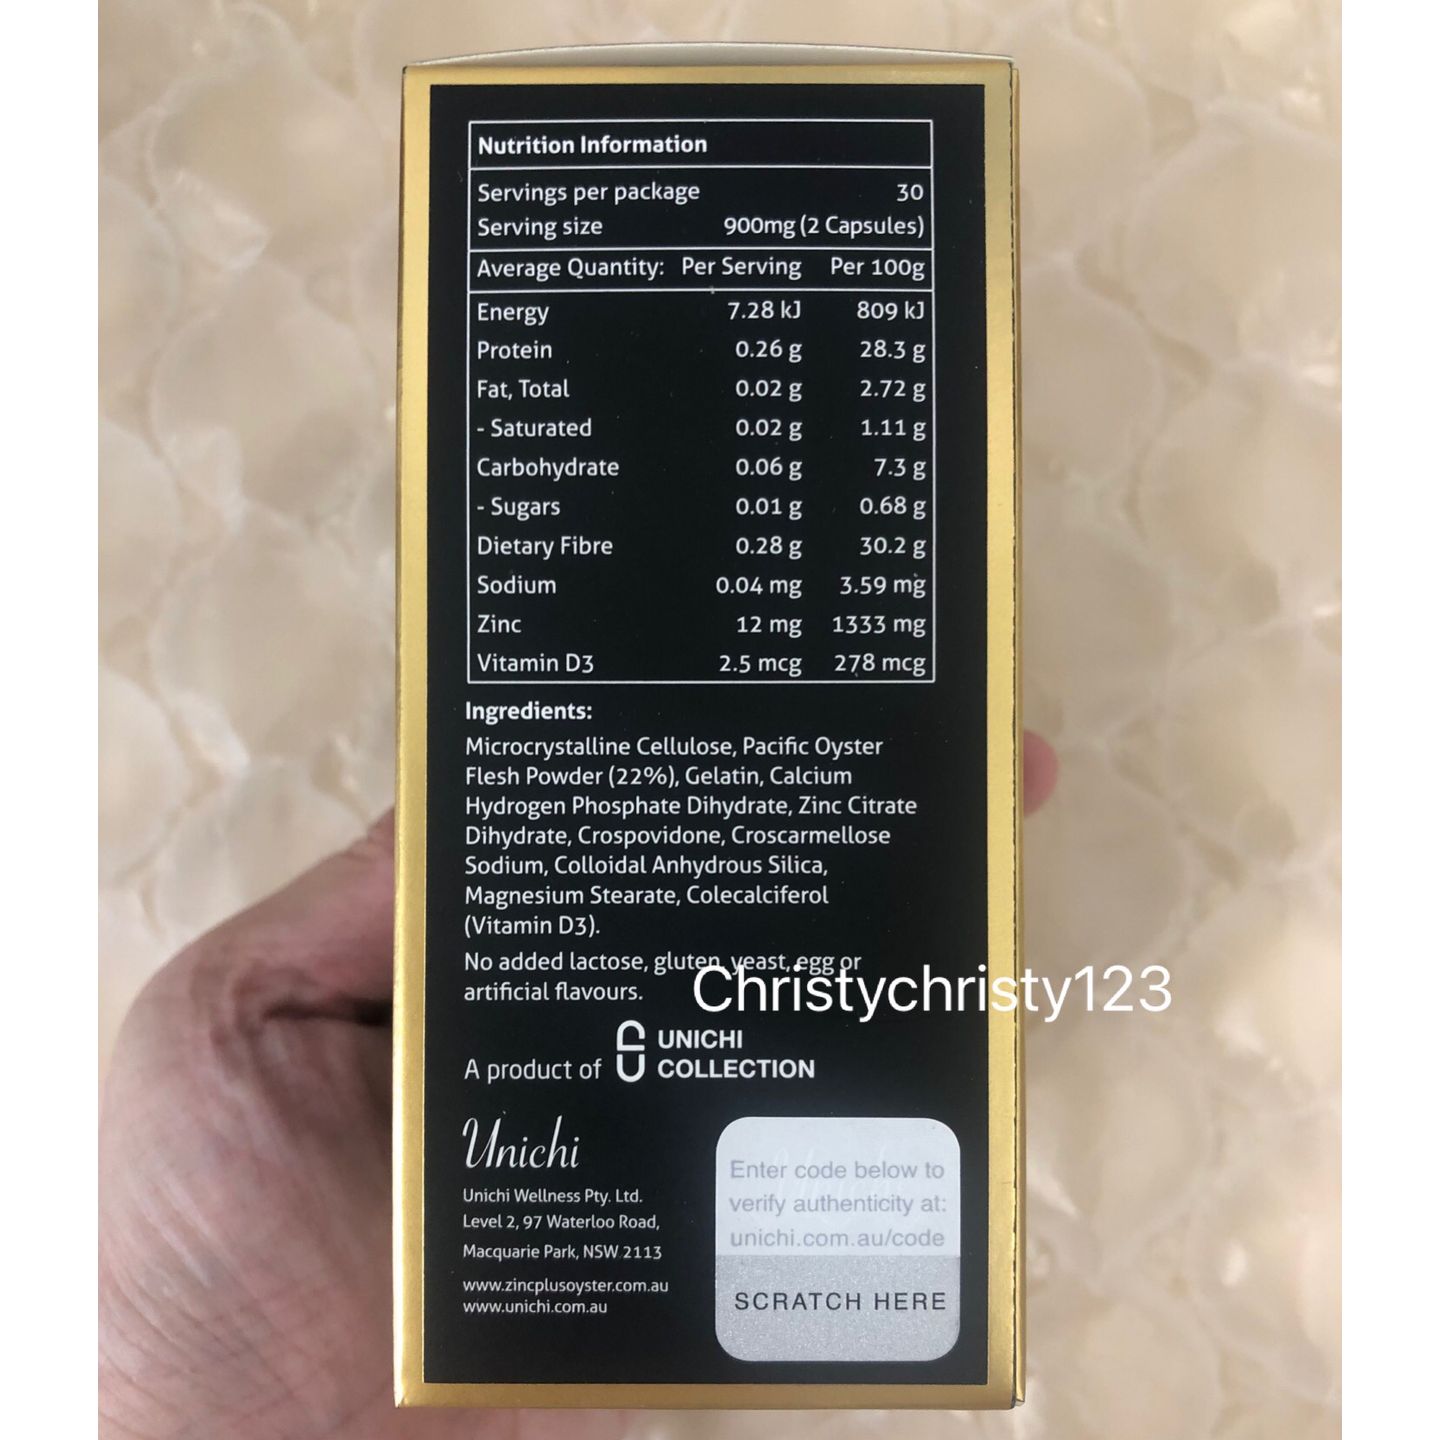 Nutrition Information
Servings per package 30
Serving size 900mg (2 Capsules)
Average Quantity: Per Serving Per 100g
Energy 7.28 kJ 809 kJ
Protein 0.26 g 28.3 g
Fat, Total 0.02 g 2.72 g
- Saturated 0.02 g 1.11 g
Carbohydrate 0.06 g 7.3 g
- Sugars 0.01 g 0.68 g
Dietary Fibre 0.28 g 30.2 g
Sodium 0.04 mg 3.59 mg
Zinc 12 mg 1333 mg
Vitamin D3 2.5 mcg 278 mcg
Ingredients:
Microcrystalline Cellulose, Pacific Oyster
Flesh Powder (22%), Gelatin, Calcium
Hydrogen Phosphate Dihydrate, Zinc Citrate
Dihydrate, Crospovidone, Croscarmellose
Sodium, Colloidal Anhydrous Silica,
Magnesium Stearate, Colecalciferol
(Vitamin D3).
No added lactose, gluten, yeast, egg or
artificial flavours.
Christychristy123
A product of UNICHI
COLLECTION
Unichi
Unichi Wellness Pty. Ltd.
Level 2, 97 Waterloo Road,
Macquarie Park, NSW 2113
www.zincplusoyster.com.au
www.unichi.com.au
Enter code below to
verify authenticity at:
unichi.com.au/code
SCRATCH HERE